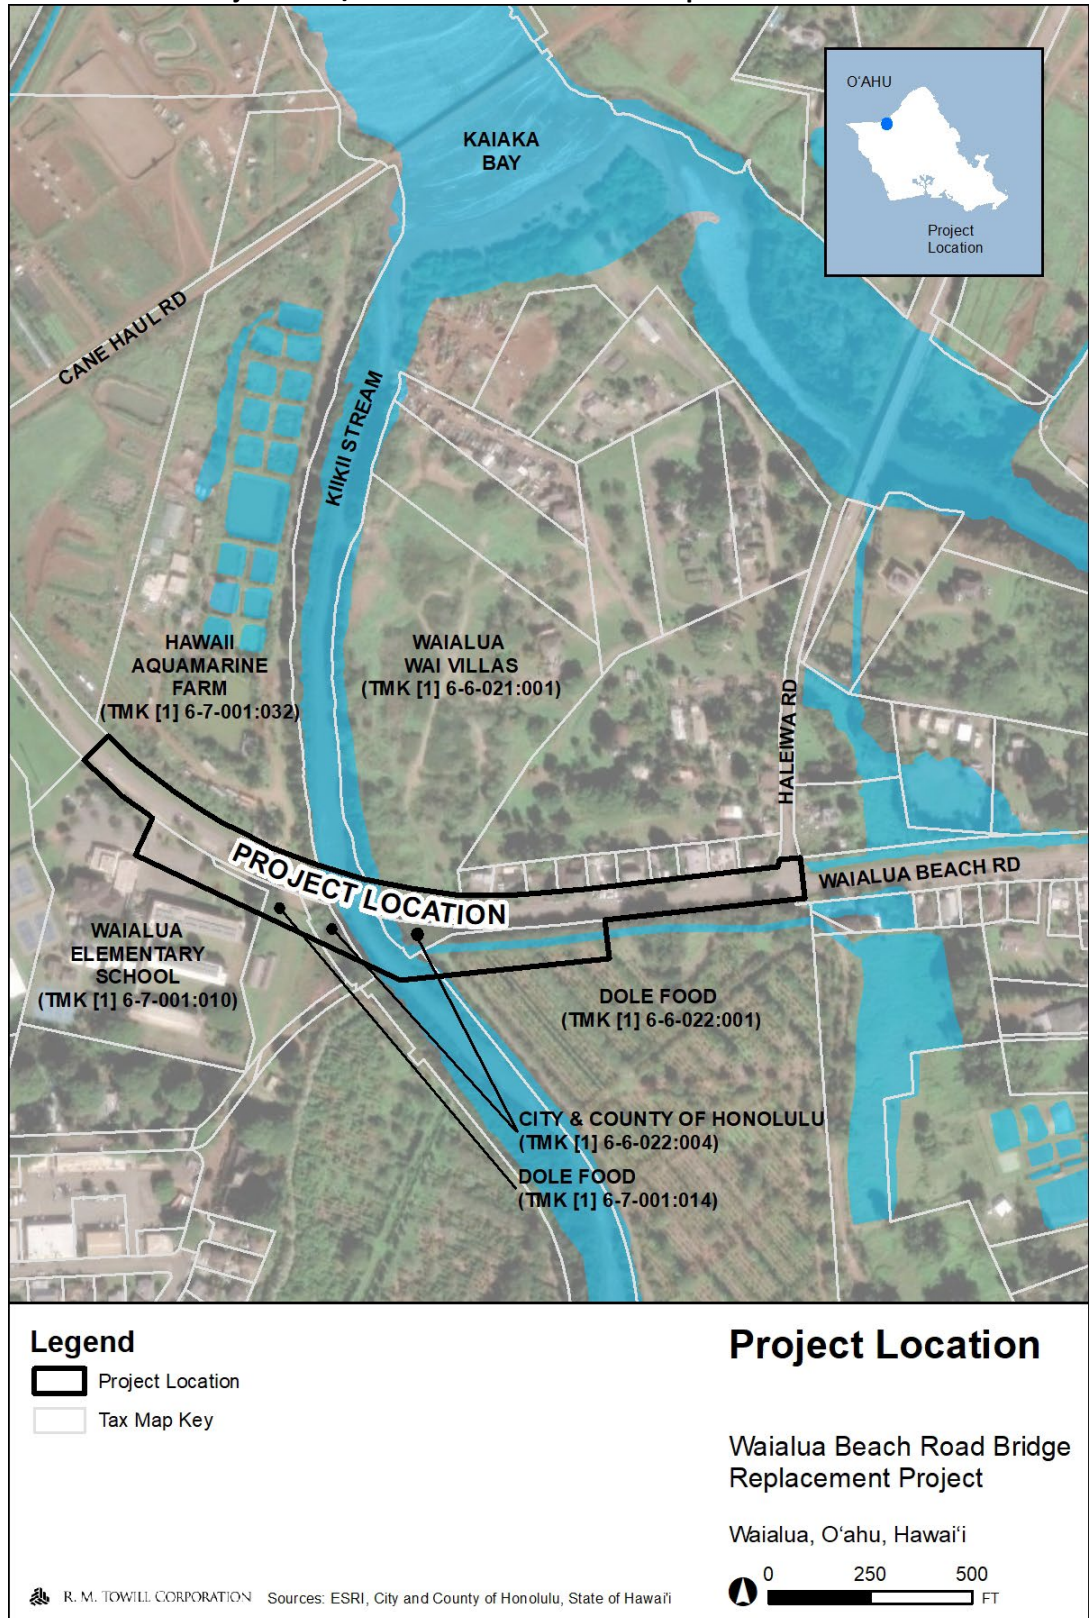 O‘AHU
Project
Location
KAIAKA
BAY
CANE HAUL RD
KIIKII STREAM
HAWAII
AQUAMARINE
FARM
(TMK [1] 6-7-001:032)
WAIALUA
WAI VILLAS
(TMK [1] 6-6-021:001)
HALEIWA RD
PROJECT LOCATION
WAIALUA BEACH RD
WAIALUA
ELEMENTARY
SCHOOL
(TMK [1] 6-7-001:010)
DOLE FOOD
(TMK [1] 6-6-022:001)
CITY & COUNTY OF HONOLULU
(TMK [1] 6-6-022:004)
DOLE FOOD
(TMK [1] 6-7-001:014)
Legend
Project Location
Tax Map Key
Project Location
Waialua Beach Road Bridge
Replacement Project
Waialua, O‘ahu, Hawai‘i
0 250 500
FT
R. M. TOWILL CORPORATION Sources: ESRI, City and County of Honolulu, State of Hawai‘i